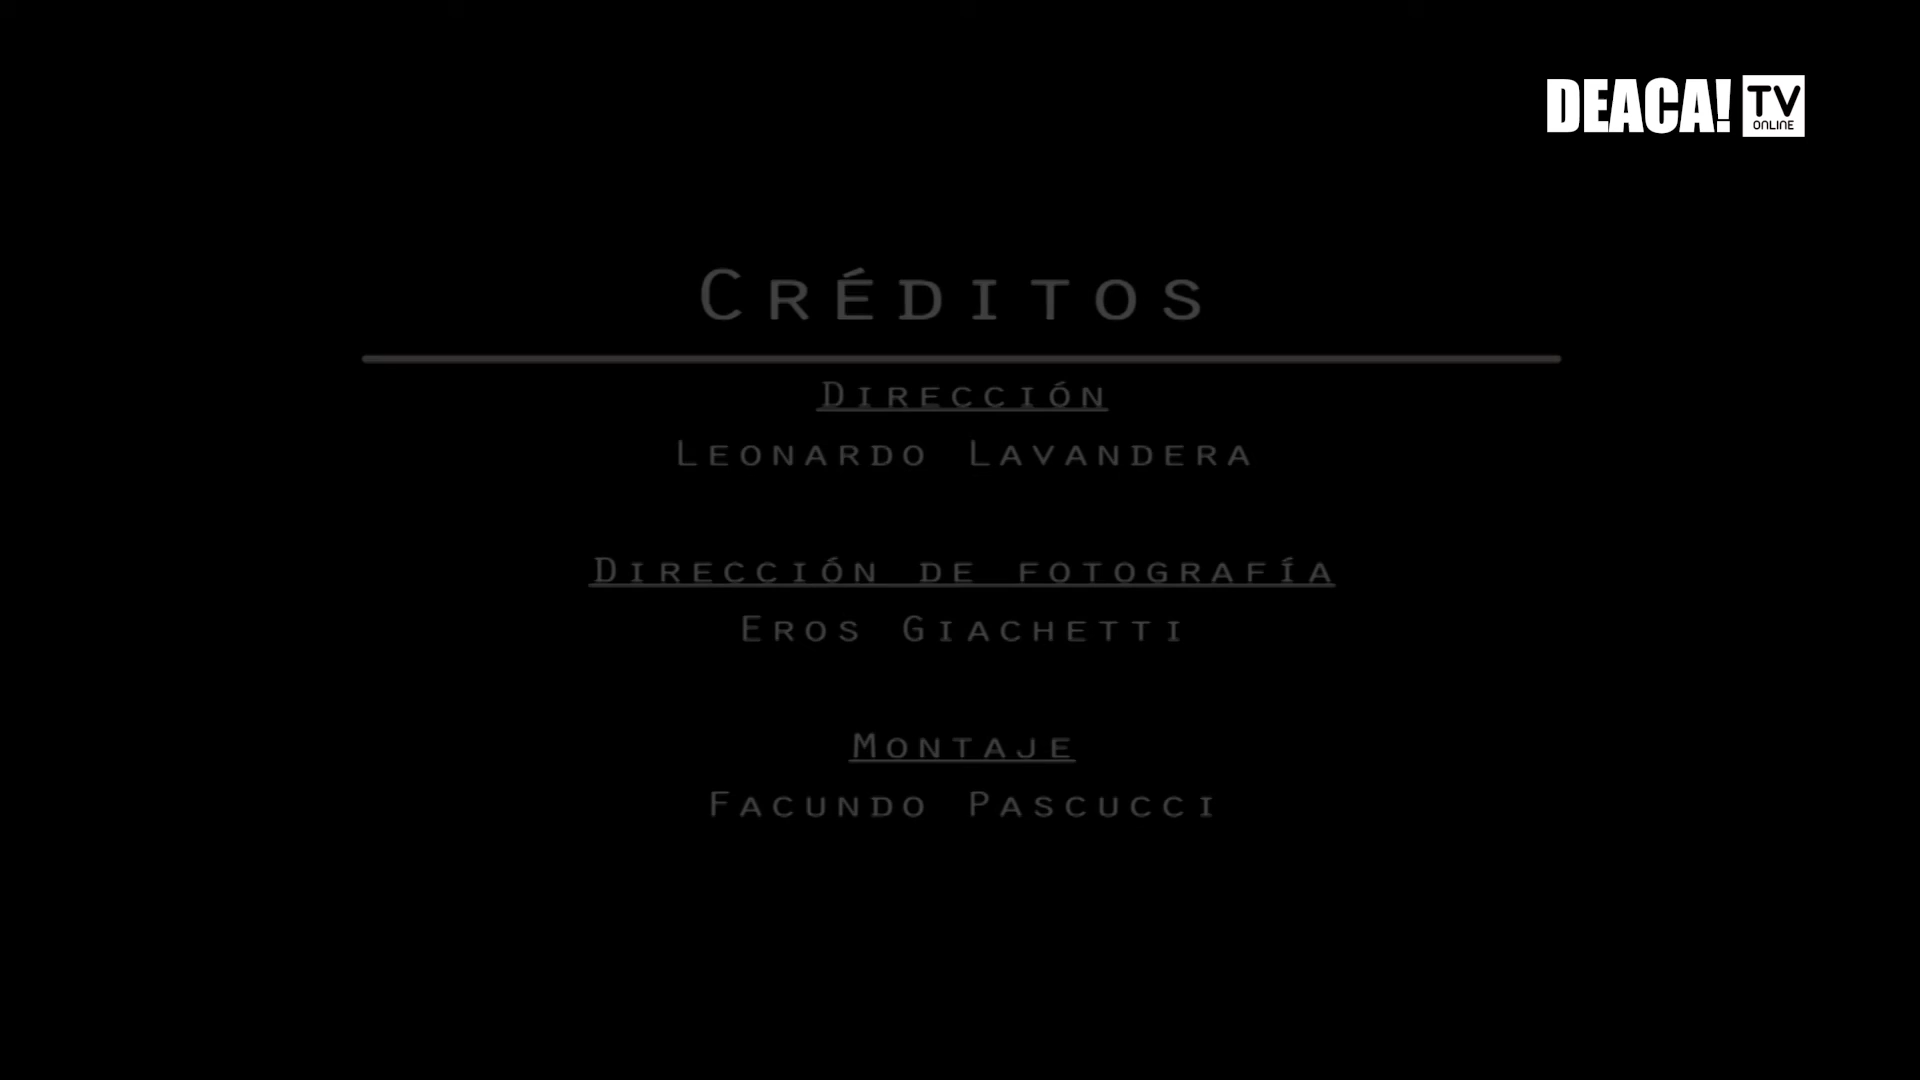 DEACA! TV
ONLINE
Créditos
Dirección
Leonardo Lavandera
Dirección de fotografía
Eros Giachetti
Montaje
Facundo Pascucci